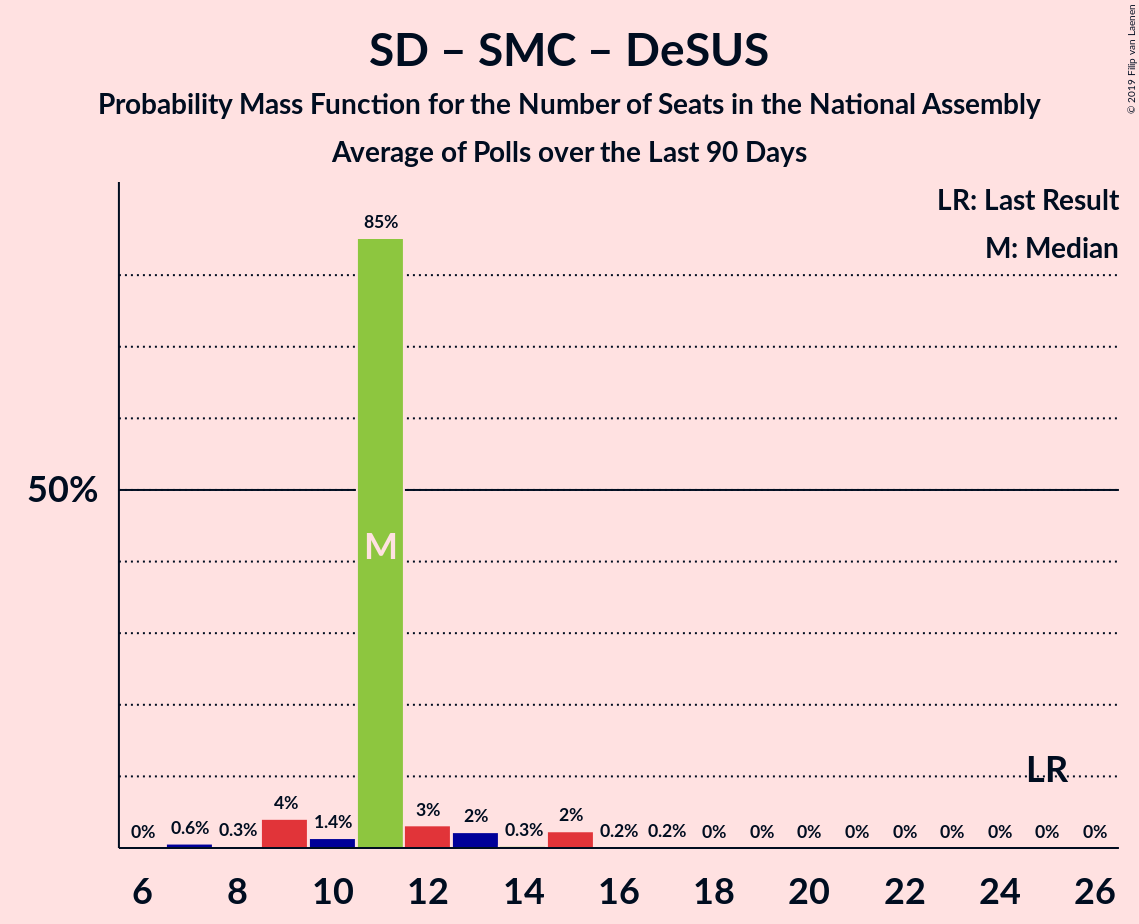 SD – SMC – DeSUS
Probability Mass Function for the Number of Seats in the National Assembly
Average of Polls over the Last 90 Days
© 2019 Filip van Laenen
LR: Last Result
M: Median
85%
50%
M
LR
0% 0.6% 0.3% 4% 1.4% 3% 2% 0.3% 2% 0.2% 0.2% 0% 0% 0% 0% 0% 0% 0% 0% 0%
6 8 10 12 14 16 18 20 22 24 26